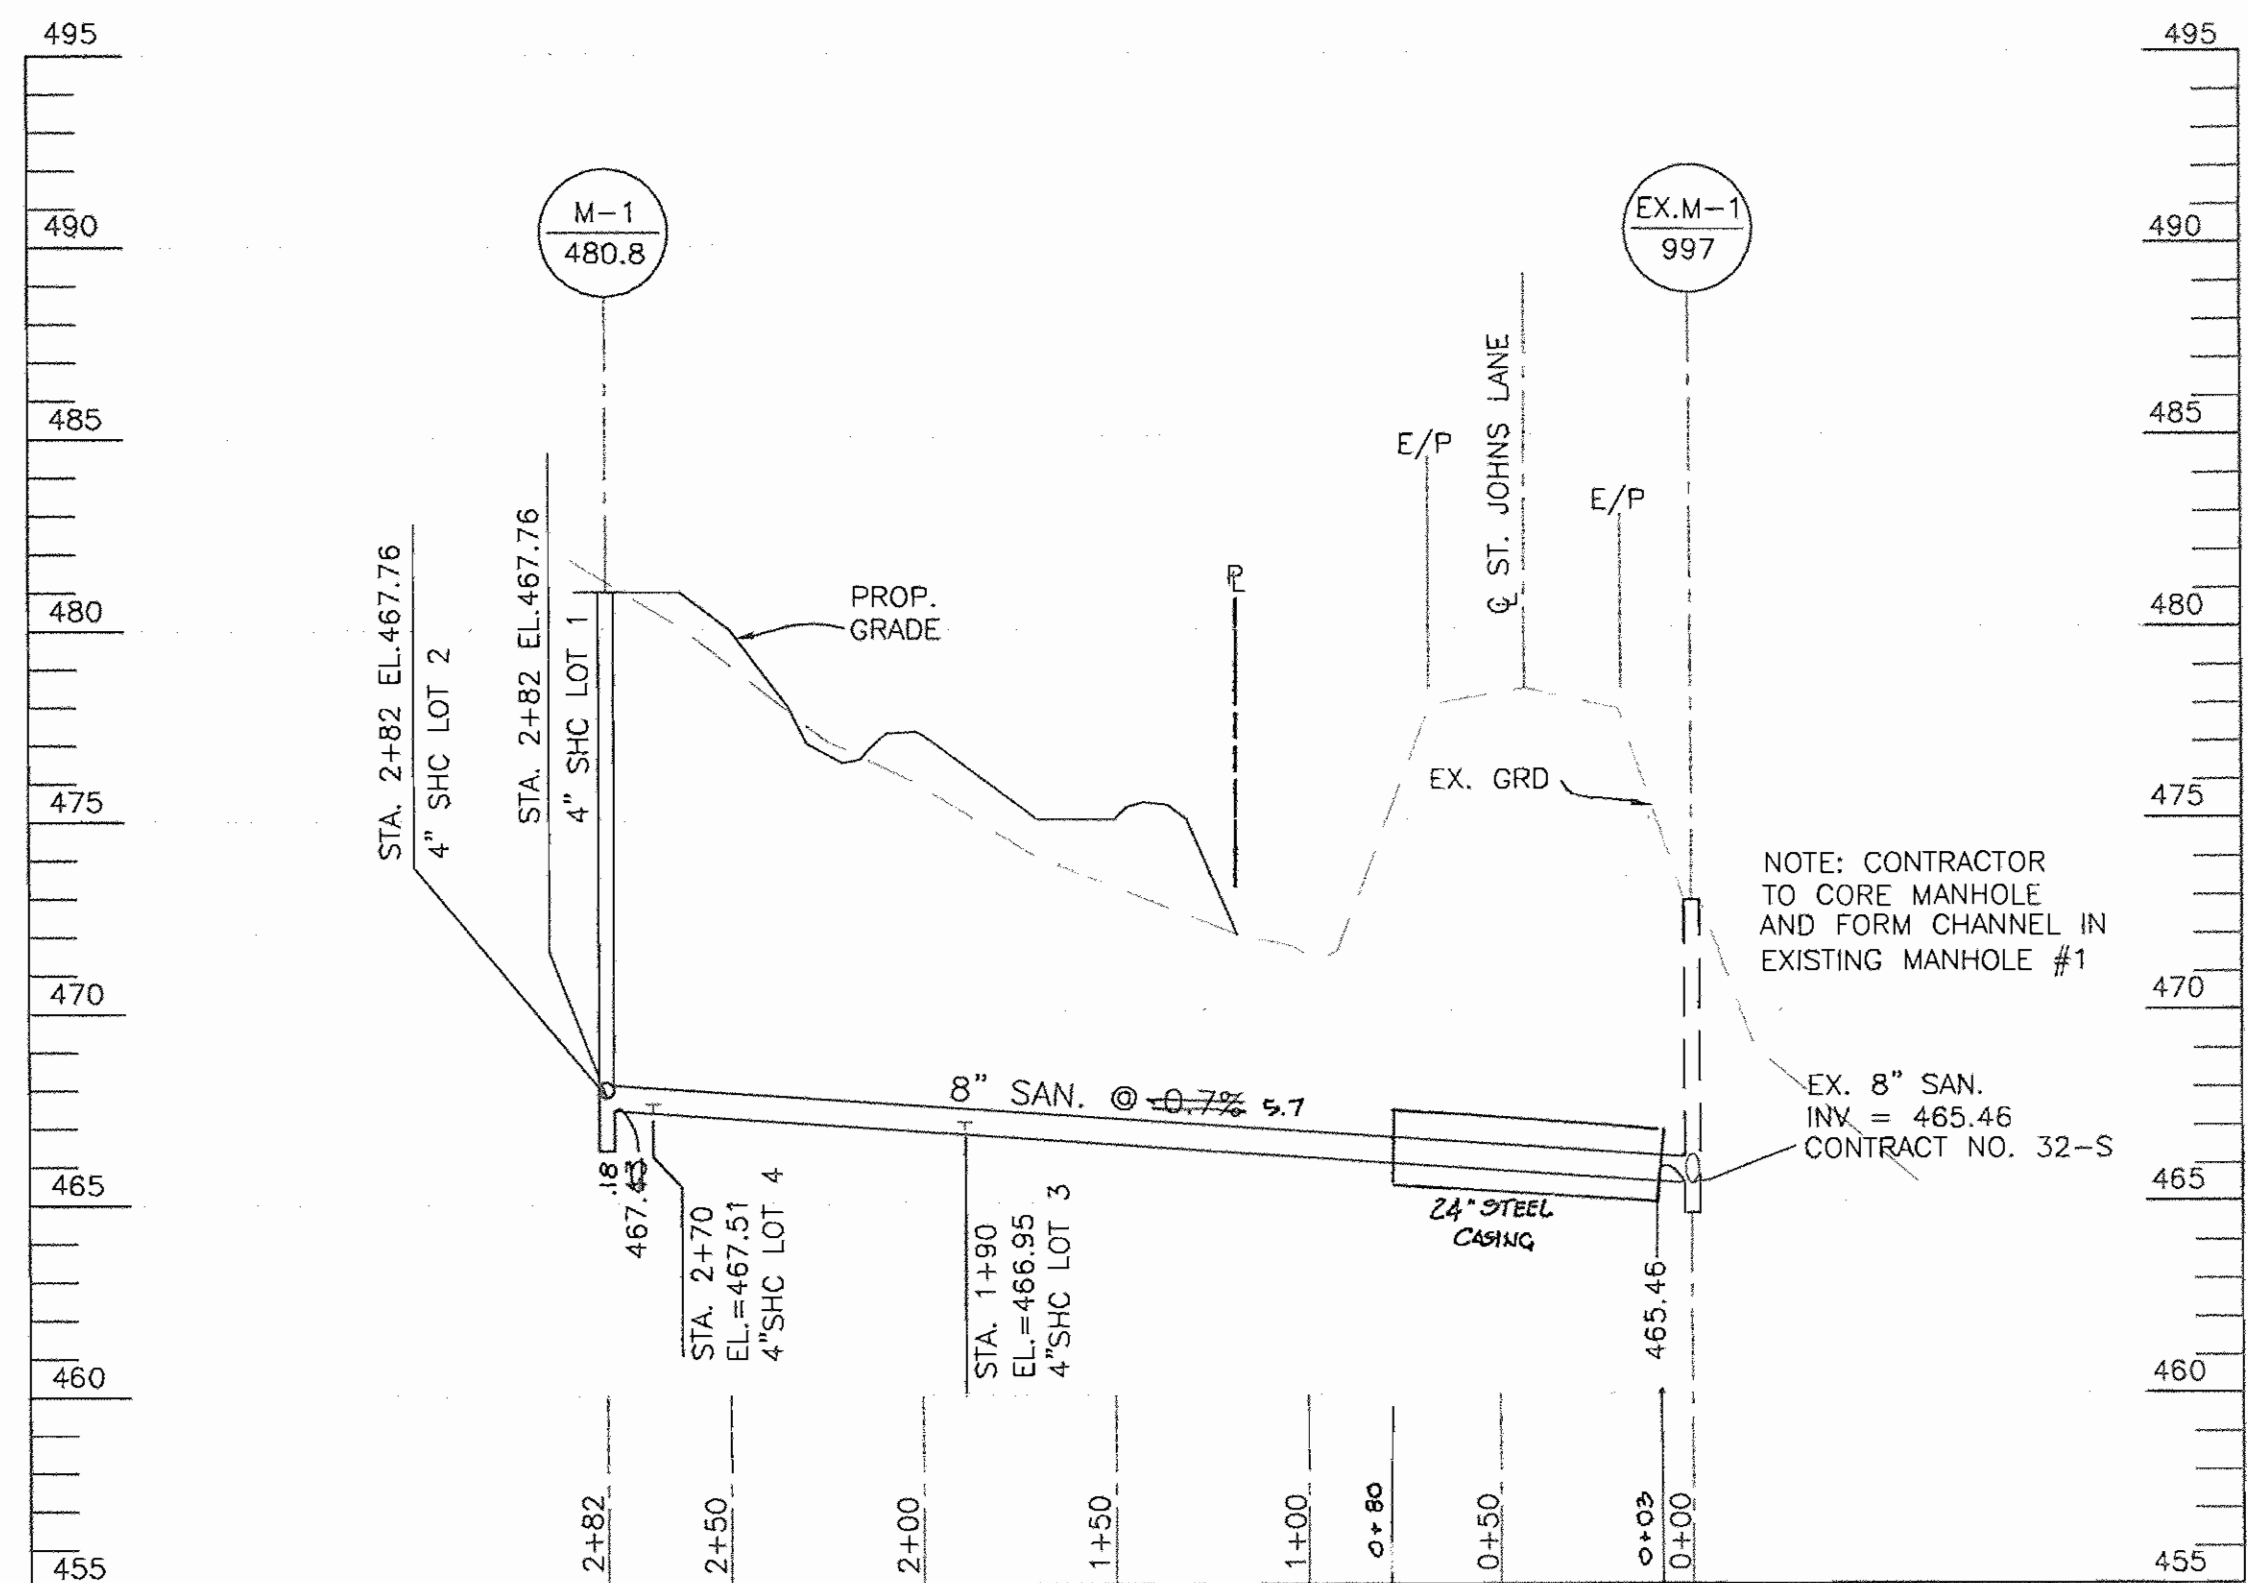 495
495
M-1
480.8
EX.M-1
997
490
490
485
485
480
480
475
475
470
470
465
465
460
460
455
455
STA. 2+82 EL.467.76
4" SHC LOT 2
STA. 2+82 EL.467.76
4" SHC LOT 1
PROP.
GRADE
PL
E/P
CL ST. JOHNS LANE
E/P
EX. GRD
NOTE: CONTRACTOR
TO CORE MANHOLE
AND FORM CHANNEL IN
EXISTING MANHOLE #1
8" SAN. @ 0.7% 5.7
EX. 8" SAN.
INV = 465.46
CONTRACT NO. 32-S
24" STEEL
CASING
.18
STA. 2+70
EL.=467.51
4"SHC LOT 4
STA. 1+90
EL.=466.95
4"SHC LOT 3
465.46
2+82
2+50
2+00
1+50
1+00
0+80
0+50
0+03
0+00